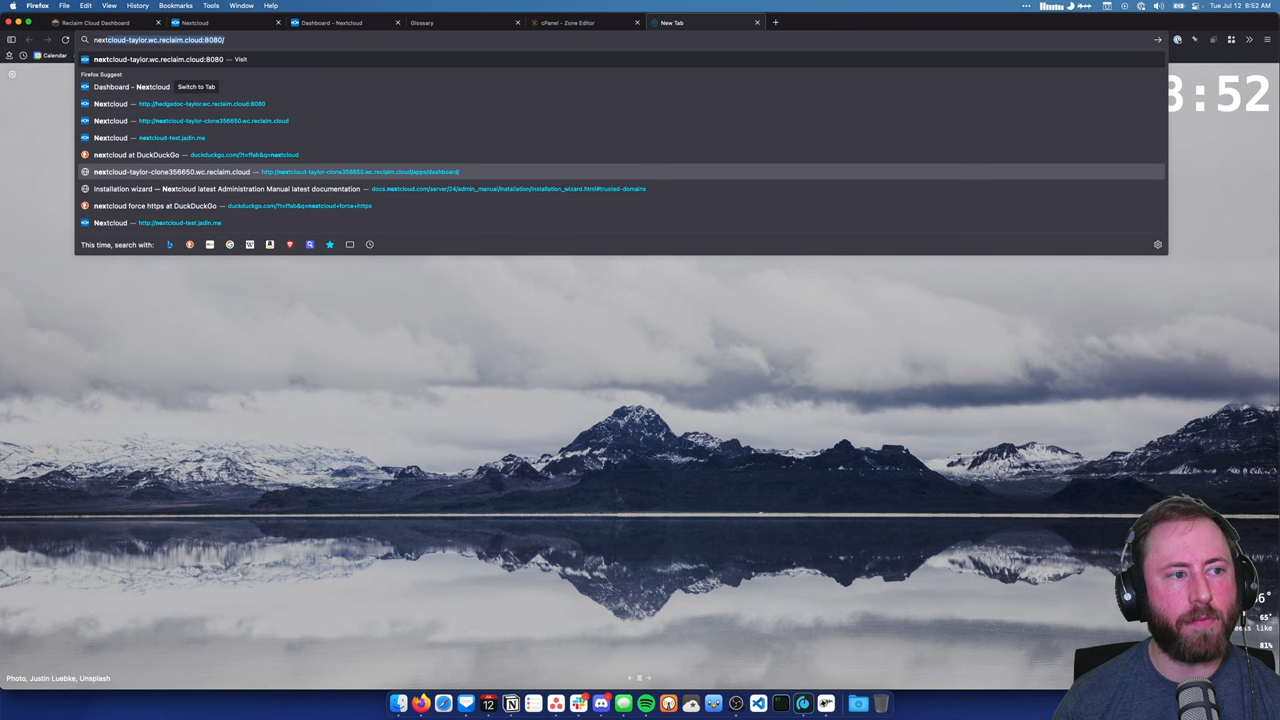 Firefox File Edit View History Bookmarks Tools Window Help
Tue Jul 12 8:52 AM
Reclaim Cloud Dashboard
Nextcloud
Dashboard - Nextcloud
Glossary
cPanel - Zone Editor
New Tab
nextcloud-taylor.wc.reclaim.cloud:8080/
Calendar
nextcloud-taylor.wc.reclaim.cloud:8080 — Visit
Firefox Suggest
Dashboard - Nextcloud Switch to Tab
Nextcloud — http://hedgedoc-taylor.wc.reclaim.cloud:8080
Nextcloud — http://nextcloud-taylor-clone356650.wc.reclaim.cloud
Nextcloud — nextcloud-test.jadin.me
nextcloud at DuckDuckGo — duckduckgo.com/?t=ffab&q=nextcloud
nextcloud-taylor-clone356650.wc.reclaim.cloud — http://nextcloud-taylor-clone356650.wc.reclaim.cloud/apps/dashboard/
Installation wizard — Nextcloud latest Administration Manual latest documentation — docs.nextcloud.com/server/24/admin_manual/installation/installation_wizard.html#trusted-domains
nextcloud force https at DuckDuckGo — duckduckgo.com/?t=ffab&q=nextcloud+force+https
Nextcloud — http://nextcloud-test.jadin.me
This time, search with:
:52
65°
feels like
81%
Photo, Justin Luebke, Unsplash
12